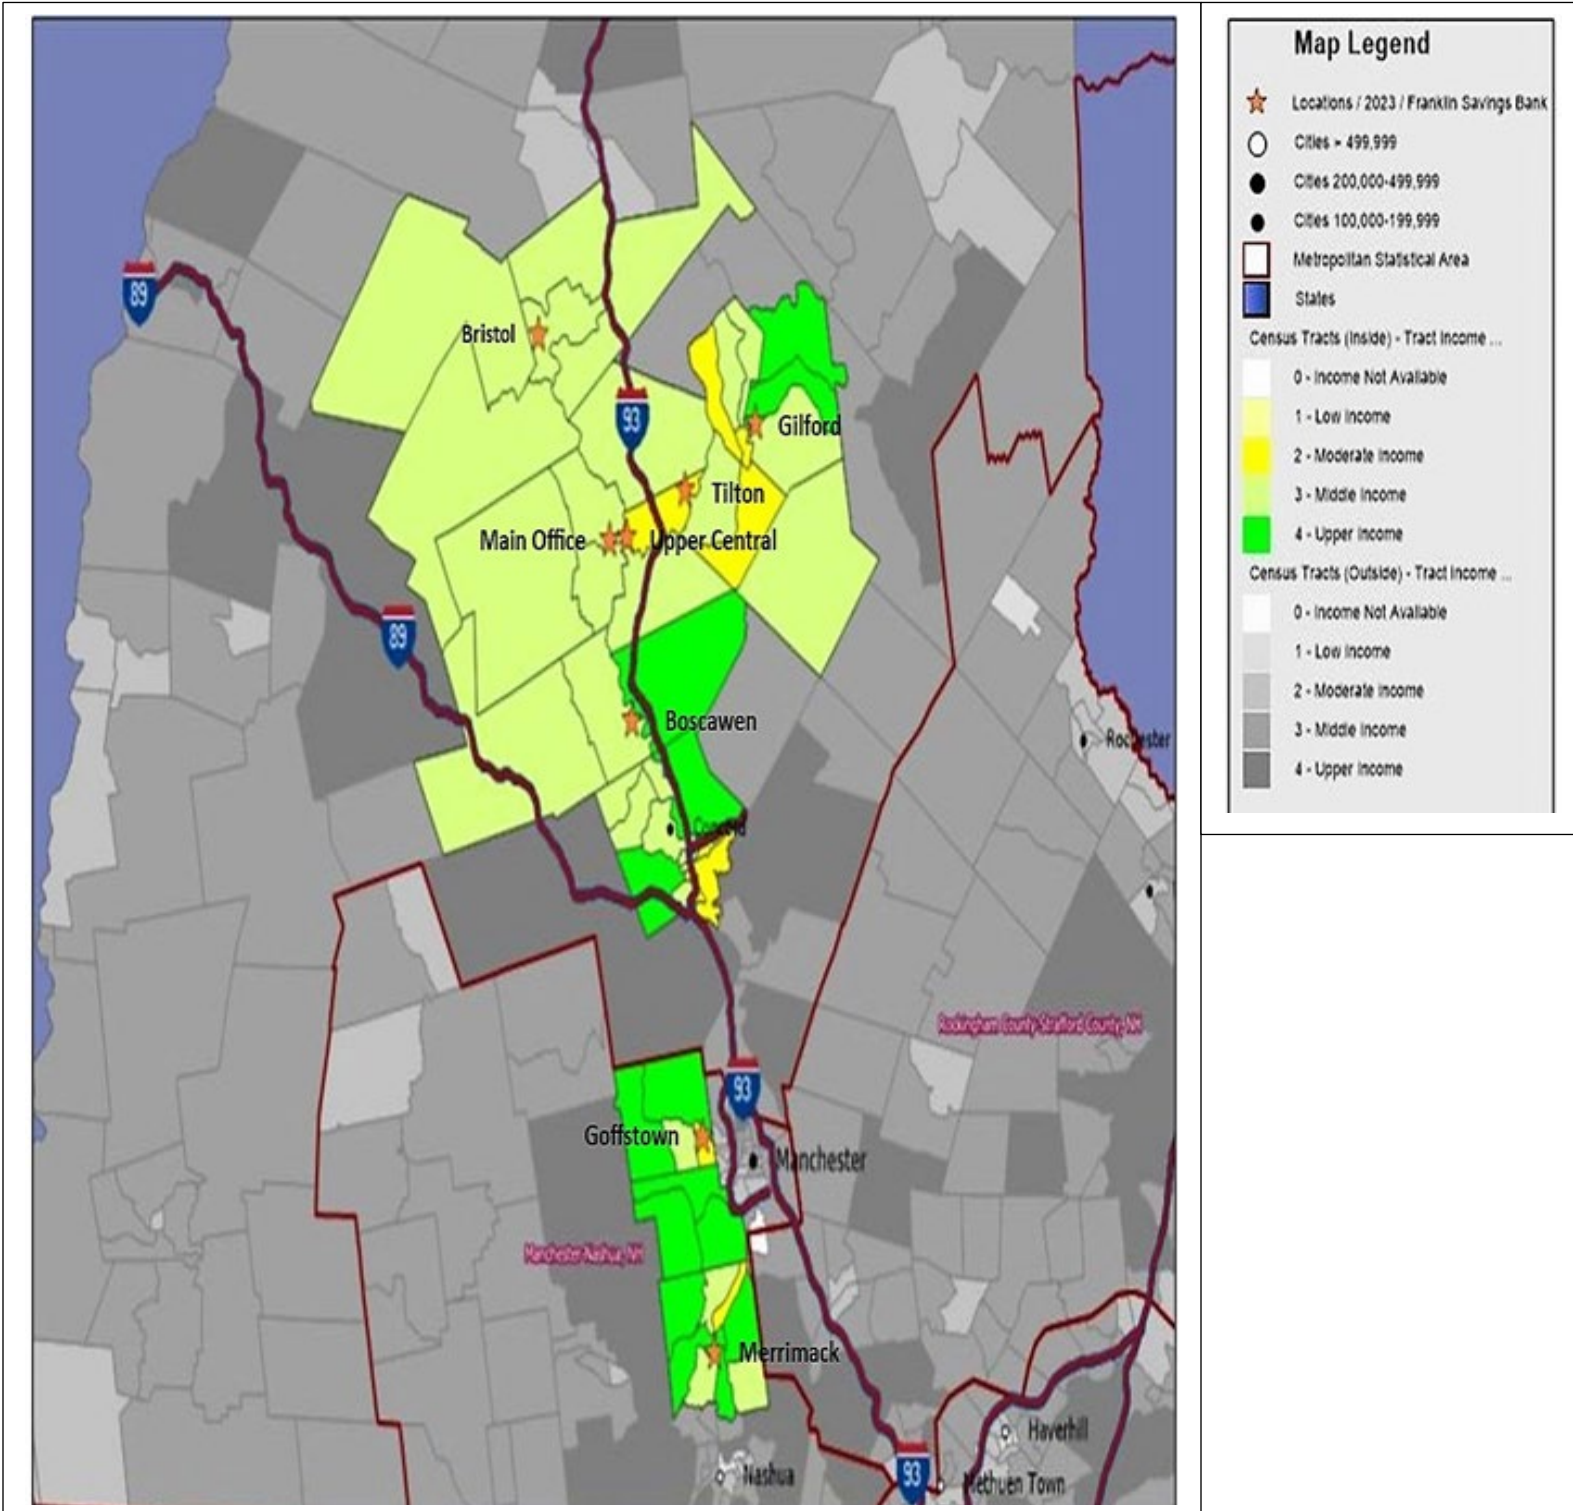 89
Bristol
93
Gilford
Tilton
Main Office
Upper Central
89
Boscawen
Rochester
Concord
Rockingham County-Strafford County, NH
93
Goffstown
Manchester
Manchester-Nashua, NH
Merrimack
Haverhill
93
Nashua
Methuen Town
Map Legend
Locations / 2023 / Franklin Savings Bank
Cities > 499,999
Cities 200,000-499,999
Cities 100,000-199,999
Metropolitan Statistical Area
States
Census Tracts (Inside) - Tract Income ...
0 - Income Not Available
1 - Low Income
2 - Moderate Income
3 - Middle Income
4 - Upper Income
Census Tracts (Outside) - Tract Income ...
0 - Income Not Available
1 - Low Income
2 - Moderate Income
3 - Middle Income
4 - Upper Income